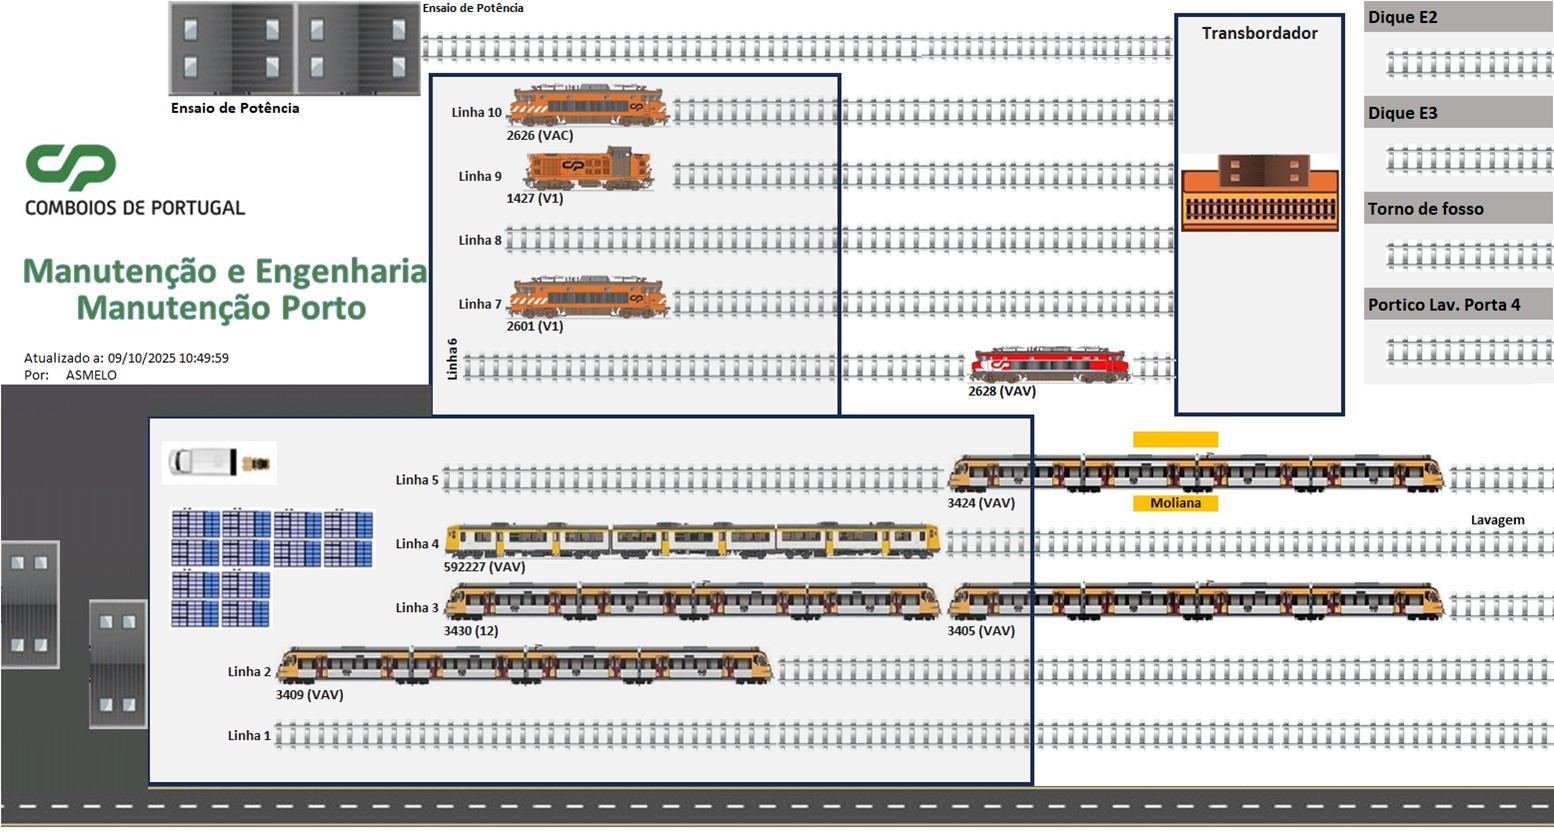 Ensaio de Potência
Transbordador
Dique E2
Ensaio de Potência
Linha 10
2626 (VAC)
Dique E3
CP
COMBOIOS DE PORTUGAL
Linha 9
1427 (V1)
Torno de fosso
Linha 8
Manutenção e Engenharia
Manutenção Porto
Linha 7
2601 (V1)
Portico Lav. Porta 4
Atualizado a: 09/10/2025 10:49:59
Por: ASMELO
Linha 6
2628 (VAV)
Linha 5
3424 (VAV)
Moliana
Lavagem
Linha 4
592227 (VAV)
Linha 3
3430 (12)
3405 (VAV)
Linha 2
3409 (VAV)
Linha 1